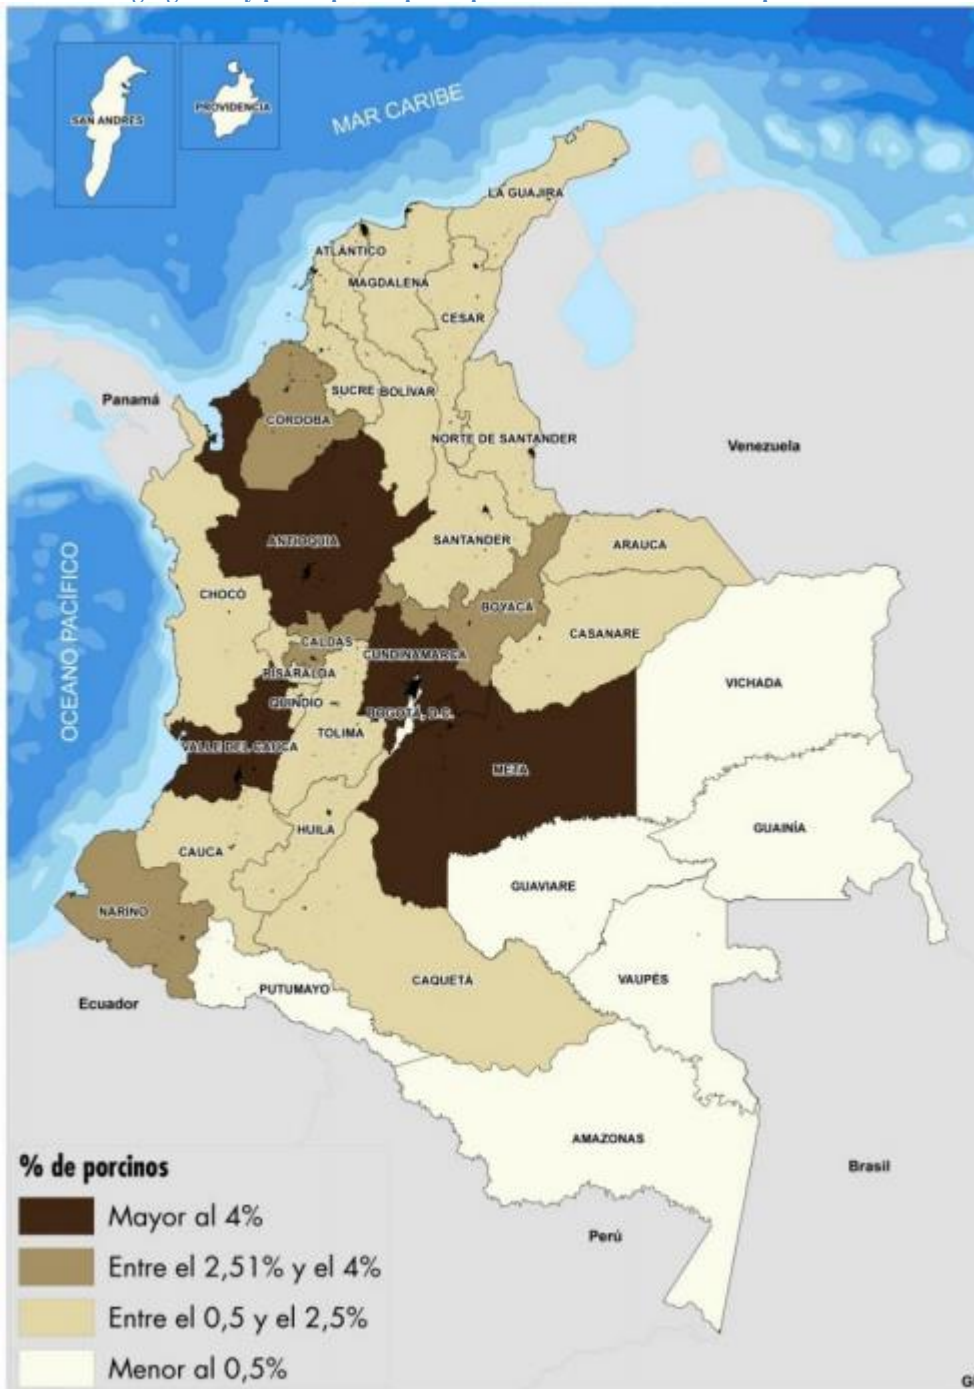 SAN ANDRES
PROVIDENCIA
MAR CARIBE
LA GUAJIRA
ATLÁNTICO
MAGDALENA
CESAR
SUCRE
BOLÍVAR
Panamá
CÓRDOBA
NORTE DE SANTANDER
Venezuela
OCEANO PACÍFICO
ANTIOQUIA
SANTANDER
ARAUCA
CHOCÓ
BOYACÁ
CASANARE
CALDAS
CUNDINAMARCA
RISARALDA
VICHADA
QUINDIO
BOGOTÁ, D.C.
TOLIMA
VALLE DEL CAUCA
META
GUAINÍA
HUILA
CAUCA
GUAVIARE
NARIÑO
VAUPÉS
CAQUETÁ
PUTUMAYO
Ecuador
AMAZONAS
Brasil
Perú
% de porcinos
Mayor al 4%
Entre el 2,51% y el 4%
Entre el 0,5 y el 2,5%
Menor al 0,5%